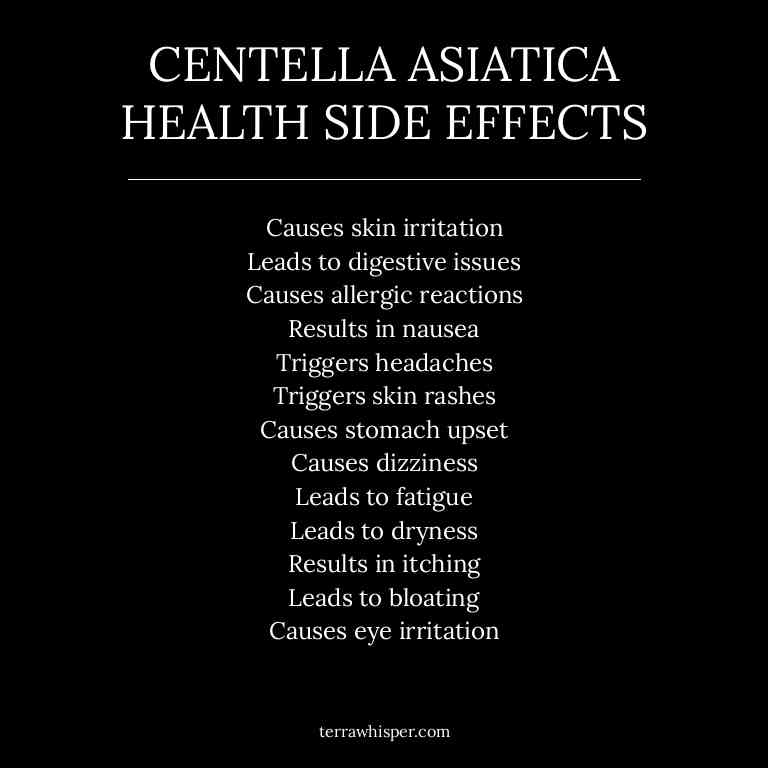 CENTELLA ASIATICA
HEALTH SIDE EFFECTS
Causes skin irritation
Leads to digestive issues
Causes allergic reactions
Results in nausea
Triggers headaches
Triggers skin rashes
Causes stomach upset
Causes dizziness
Leads to fatigue
Leads to dryness
Results in itching
Leads to bloating
Causes eye irritation
terrawhisper.com